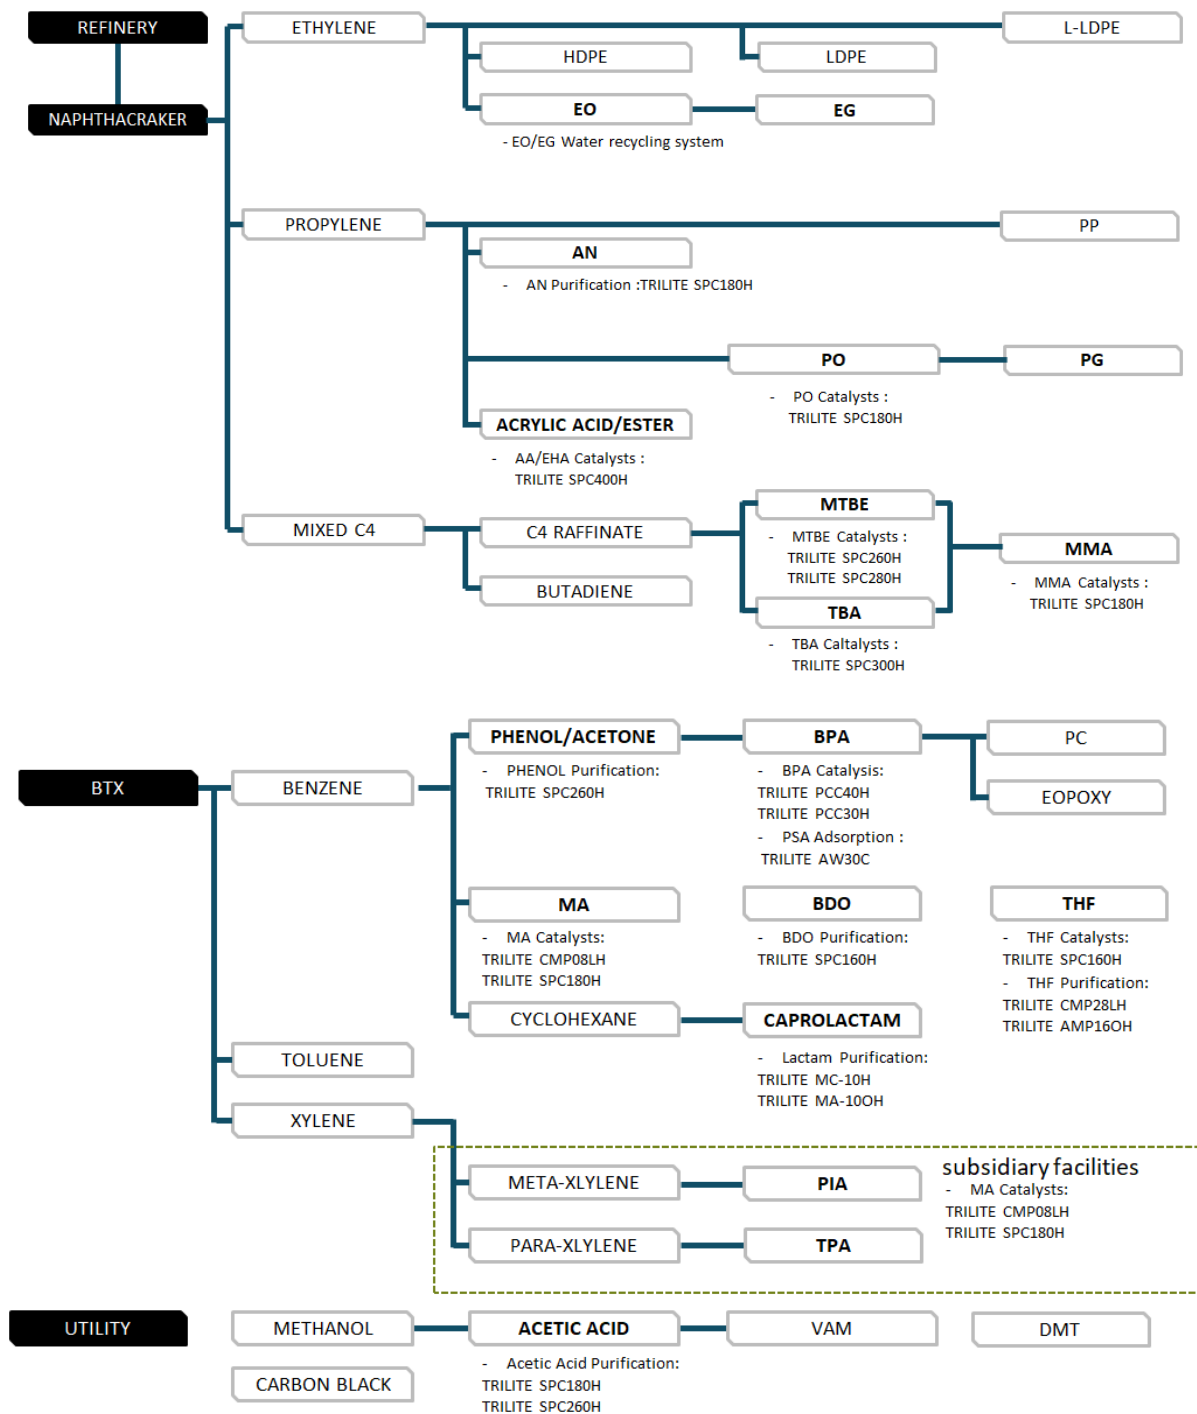 REFINERY
ETHYLENE
L-LDPE
HDPE
LDPE
NAPHTHACRAKER
EO
EG
- EO/EG Water recycling system
PROPYLENE
PP
AN
- AN Purification :TRILITE SPC180H
PO
PG
- PO Catalysts :
TRILITE SPC180H
ACRYLIC ACID/ESTER
- AA/EHA Catalysts :
TRILITE SPC400H
MIXED C4
C4 RAFFINATE
BUTADIENE
MTBE
- MTBE Catalysts :
TRILITE SPC260H
TRILITE SPC280H
TBA
- TBA Caltalysts :
TRILITE SPC300H
MMA
- MMA Catalysts :
TRILITE SPC180H
BTX
BENZENE
PHENOL/ACETONE
- PHENOL Purification:
TRILITE SPC260H
BPA
- BPA Catalysis:
TRILITE PCC40H
TRILITE PCC30H
- PSA Adsorption :
TRILITE AW30C
PC
EOPOXY
MA
- MA Catalysts:
TRILITE CMP08LH
TRILITE SPC180H
BDO
- BDO Purification:
TRILITE SPC160H
THF
- THF Catalysts:
TRILITE SPC160H
- THF Purification:
TRILITE CMP28LH
TRILITE AMP16OH
CYCLOHEXANE
CAPROLACTAM
- Lactam Purification:
TRILITE MC-10H
TRILITE MA-10OH
TOLUENE
XYLENE
META-XLYLENE
PIA
PARA-XLYLENE
TPA
subsidiary facilities
- MA Catalysts:
TRILITE CMP08LH
TRILITE SPC180H
UTILITY
METHANOL
ACETIC ACID
VAM
DMT
- Acetic Acid Purification:
TRILITE SPC180H
TRILITE SPC260H
CARBON BLACK